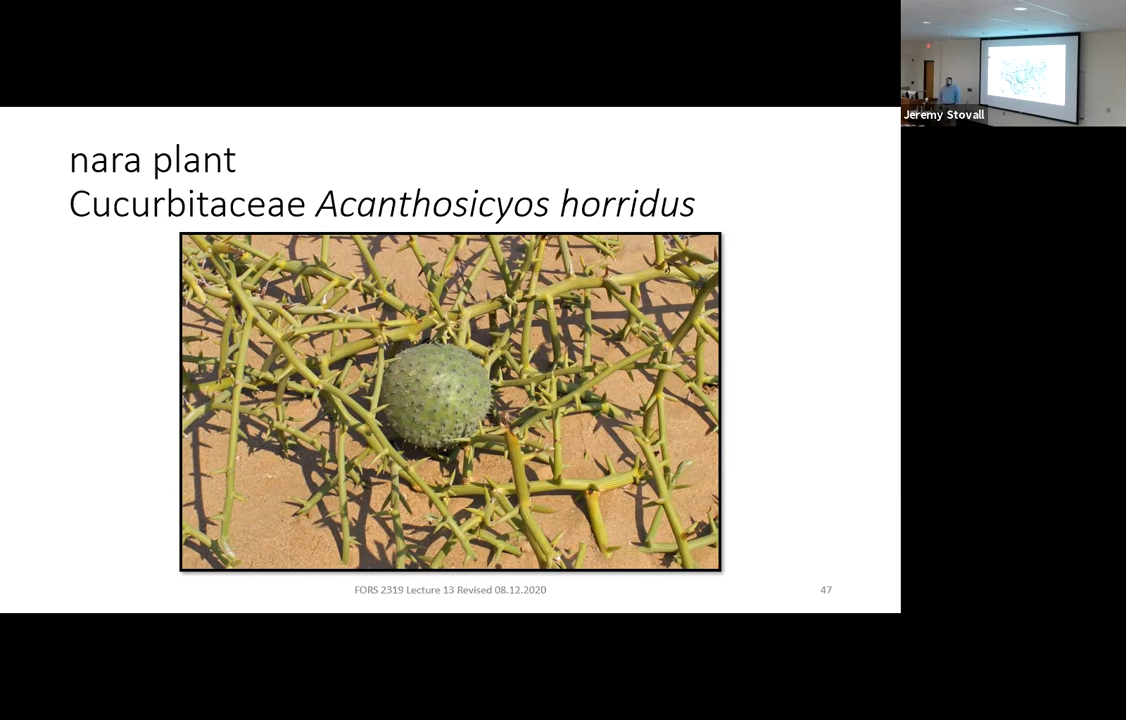 nara plant
Cucurbitaceae Acanthosicyos horridus
FORS 2319 Lecture 13 Revised 08.12.2020
47
Jeremy Stovall